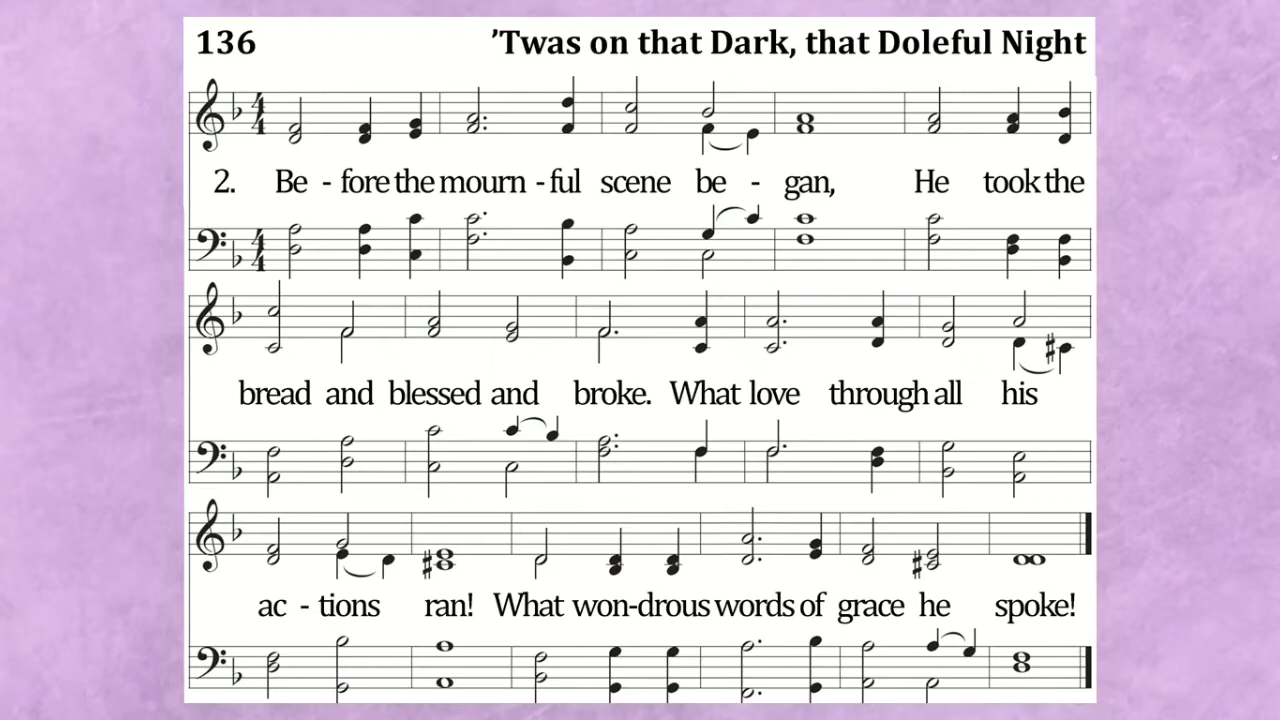 136 ’Twas on that Dark, that Doleful Night
2. Be - fore the mourn - ful scene be - gan, He took the
bread and blessed and broke. What love through all his
ac - tions ran! What won-drous words of grace he spoke!